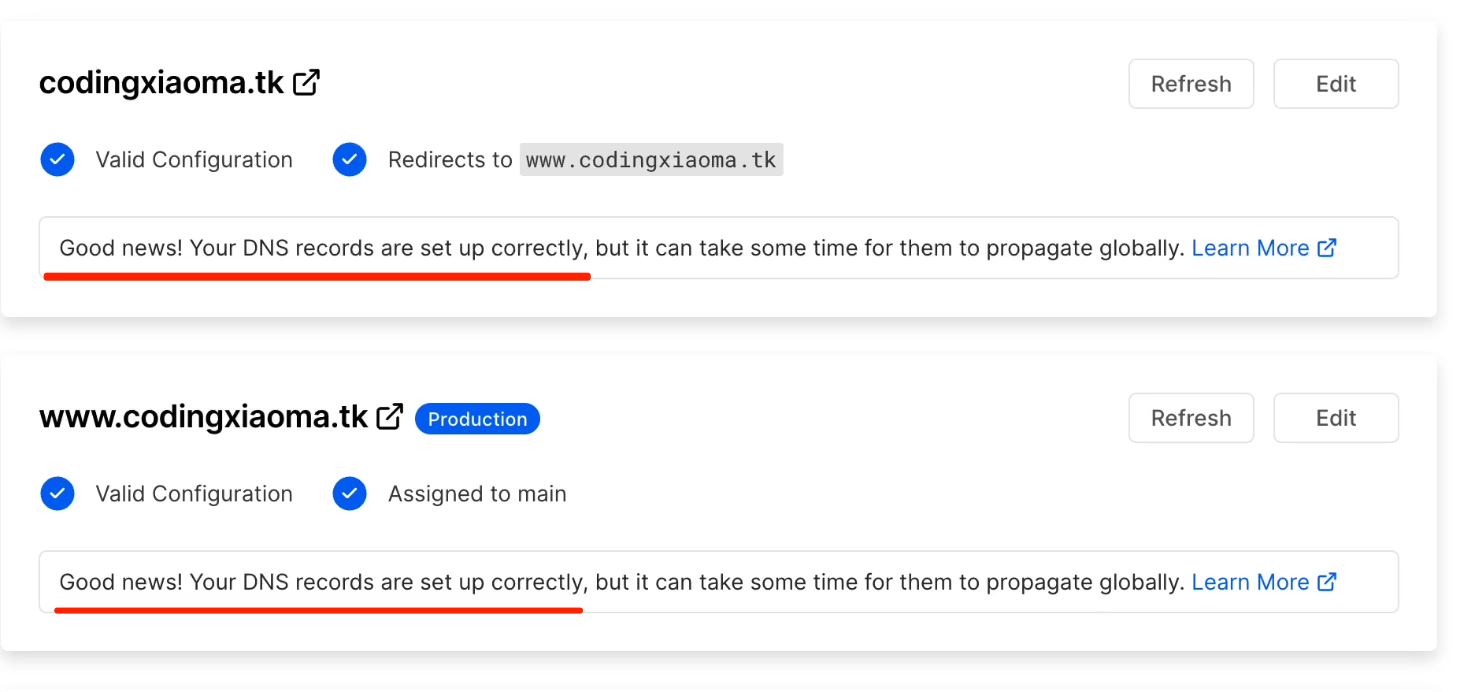 codingxiaoma.tk Refresh Edit
Valid Configuration Redirects to www.codingxiaoma.tk
Good news! Your DNS records are set up correctly, but it can take some time for them to propagate globally. Learn More
www.codingxiaoma.tk Production Refresh Edit
Valid Configuration Assigned to main
Good news! Your DNS records are set up correctly, but it can take some time for them to propagate globally. Learn More